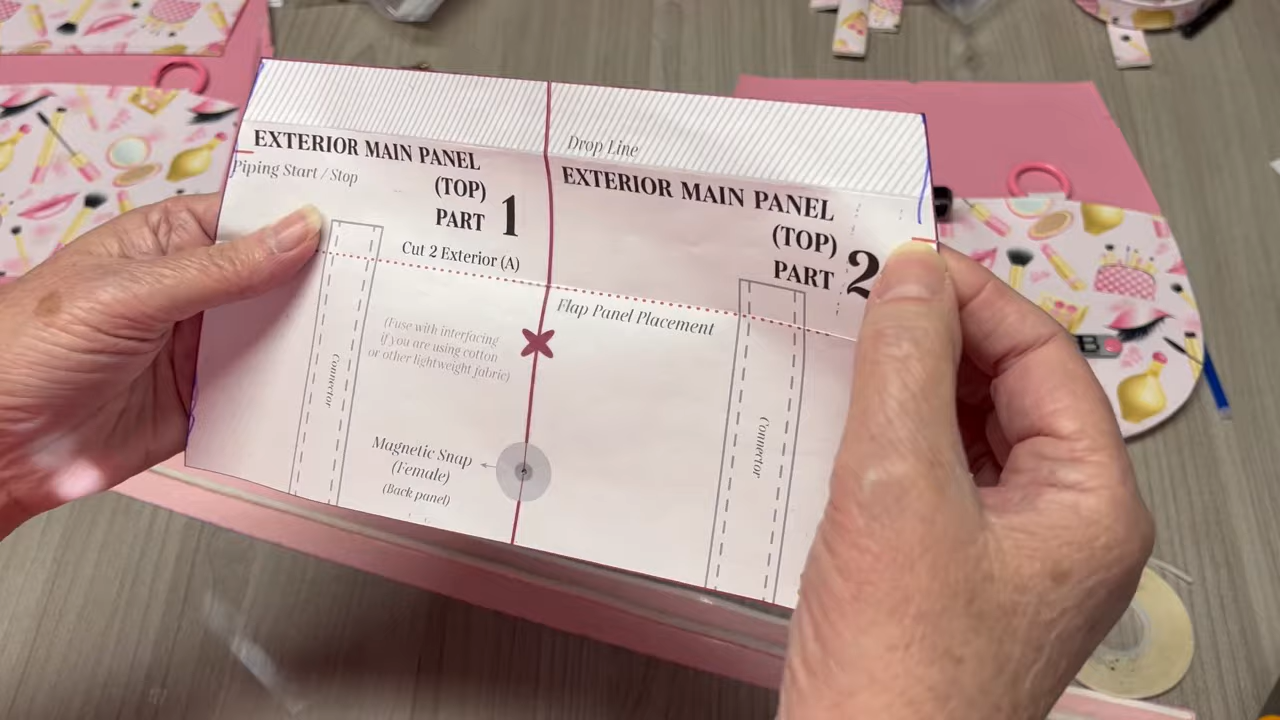 EXTERIOR MAIN PANEL
(TOP)
PART 1
Piping Start / Stop
Cut 2 Exterior (A)
(Fuse with interfacing
if you are using cotton
or other lightweight fabric)
Connector
Magnetic Snap
(Female)
(Back panel)
Drop Line
EXTERIOR MAIN PANEL
(TOP)
PART 2
Flap Panel Placement
Connector
B